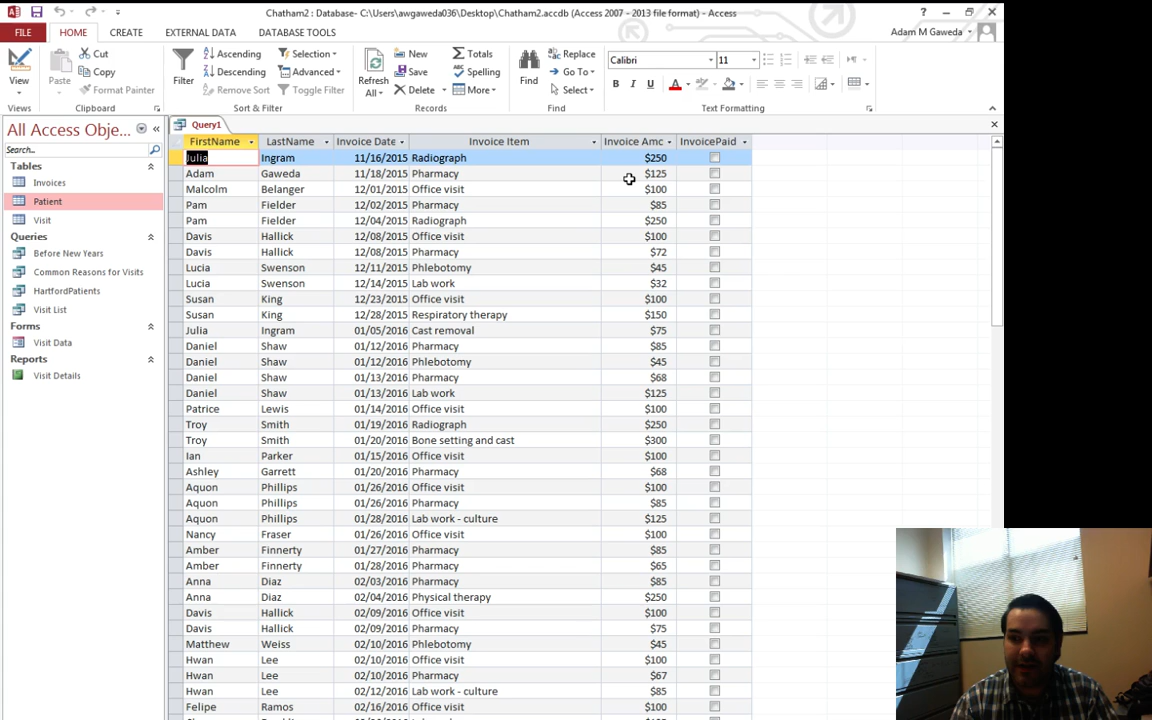 Chatham2 : Database- C:\Users\awgaweda036\Desktop\Chatham2.accdb (Access 2007 - 2013 file format) - Access
?
FILE HOME CREATE EXTERNAL DATA DATABASE TOOLS Adam M Gaweda
View
Views
Paste
Cut
Copy
Format Painter
Clipboard
Filter
Ascending
Descending
Remove Sort
Selection
Advanced
Toggle Filter
Sort & Filter
Refresh
All
New
Save
Delete
Totals
Spelling
More
Records
Find
Replace
Go To
Select
Find
Calibri 11
B I U A
Text Formatting
All Access Obje...
Search...
Tables
Invoices
Patient
Visit
Queries
Before New Years
Common Reasons for Visits
HartfordPatients
Visit List
Forms
Visit Data
Reports
Visit Details
Query1
FirstName LastName Invoice Date Invoice Item Invoice Amc InvoicePaid
Julia Ingram 11/16/2015 Radiograph $250
Adam Gaweda 11/18/2015 Pharmacy $125
Malcolm Belanger 12/01/2015 Office visit $100
Pam Fielder 12/02/2015 Pharmacy $85
Pam Fielder 12/04/2015 Radiograph $250
Davis Hallick 12/08/2015 Office visit $100
Davis Hallick 12/08/2015 Pharmacy $72
Lucia Swenson 12/11/2015 Phlebotomy $45
Lucia Swenson 12/14/2015 Lab work $32
Susan King 12/23/2015 Office visit $100
Susan King 12/28/2015 Respiratory therapy $150
Julia Ingram 01/05/2016 Cast removal $75
Daniel Shaw 01/12/2016 Pharmacy $85
Daniel Shaw 01/12/2016 Phlebotomy $45
Daniel Shaw 01/13/2016 Pharmacy $68
Daniel Shaw 01/13/2016 Lab work $125
Patrice Lewis 01/14/2016 Office visit $100
Troy Smith 01/19/2016 Radiograph $250
Troy Smith 01/20/2016 Bone setting and cast $300
Ian Parker 01/15/2016 Office visit $100
Ashley Garrett 01/20/2016 Pharmacy $68
Aquon Phillips 01/26/2016 Office visit $100
Aquon Phillips 01/26/2016 Pharmacy $85
Aquon Phillips 01/28/2016 Lab work - culture $125
Nancy Fraser 01/26/2016 Office visit $100
Amber Finnerty 01/27/2016 Pharmacy $85
Amber Finnerty 01/28/2016 Pharmacy $65
Anna Diaz 02/03/2016 Pharmacy $85
Anna Diaz 02/04/2016 Physical therapy $250
Davis Hallick 02/09/2016 Office visit $100
Davis Hallick 02/09/2016 Pharmacy $75
Matthew Weiss 02/10/2016 Phlebotomy $45
Hwan Lee 02/10/2016 Office visit $100
Hwan Lee 02/10/2016 Pharmacy $67
Hwan Lee 02/12/2016 Lab work - culture $85
Felipe Ramos 02/16/2016 Office visit $100